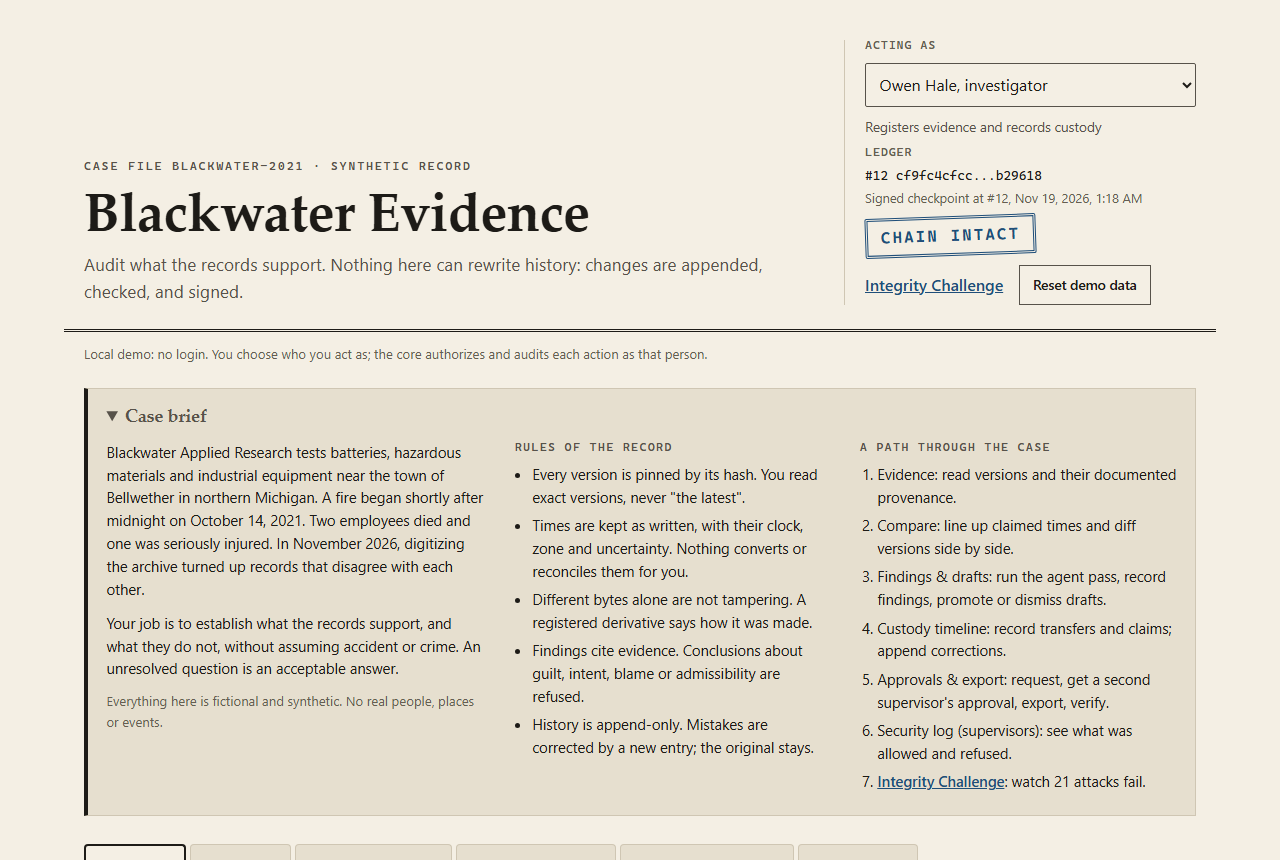 ACTING AS
Owen Hale, investigator
Registers evidence and records custody
LEDGER
#12 cf9fc4cfcc...b29618
Signed checkpoint at #12, Nov 19, 2026, 1:18 AM
CHAIN INTACT
Integrity Challenge
Reset demo data
CASE FILE BLACKWATER-2021 · SYNTHETIC RECORD
Blackwater Evidence
Audit what the records support. Nothing here can rewrite history: changes are appended,
checked, and signed.
Local demo: no login. You choose who you act as; the core authorizes and audits each action as that person.
▼ Case brief
Blackwater Applied Research tests batteries, hazardous
materials and industrial equipment near the town of
Bellwether in northern Michigan. A fire began shortly after
midnight on October 14, 2021. Two employees died and
one was seriously injured. In November 2026, digitizing
the archive turned up records that disagree with each
other.
Your job is to establish what the records support, and
what they do not, without assuming accident or crime. An
unresolved question is an acceptable answer.
Everything here is fictional and synthetic. No real people, places
or events.
RULES OF THE RECORD
• Every version is pinned by its hash. You read
exact versions, never "the latest".
• Times are kept as written, with their clock,
zone and uncertainty. Nothing converts or
reconciles them for you.
• Different bytes alone are not tampering. A
registered derivative says how it was made.
• Findings cite evidence. Conclusions about
guilt, intent, blame or admissibility are
refused.
• History is append-only. Mistakes are
corrected by a new entry; the original stays.
A PATH THROUGH THE CASE
1. Evidence: read versions and their documented
provenance.
2. Compare: line up claimed times and diff
versions side by side.
3. Findings & drafts: run the agent pass, record
findings, promote or dismiss drafts.
4. Custody timeline: record transfers and claims;
append corrections.
5. Approvals & export: request, get a second
supervisor's approval, export, verify.
6. Security log (supervisors): see what was
allowed and refused.
7. Integrity Challenge: watch 21 attacks fail.